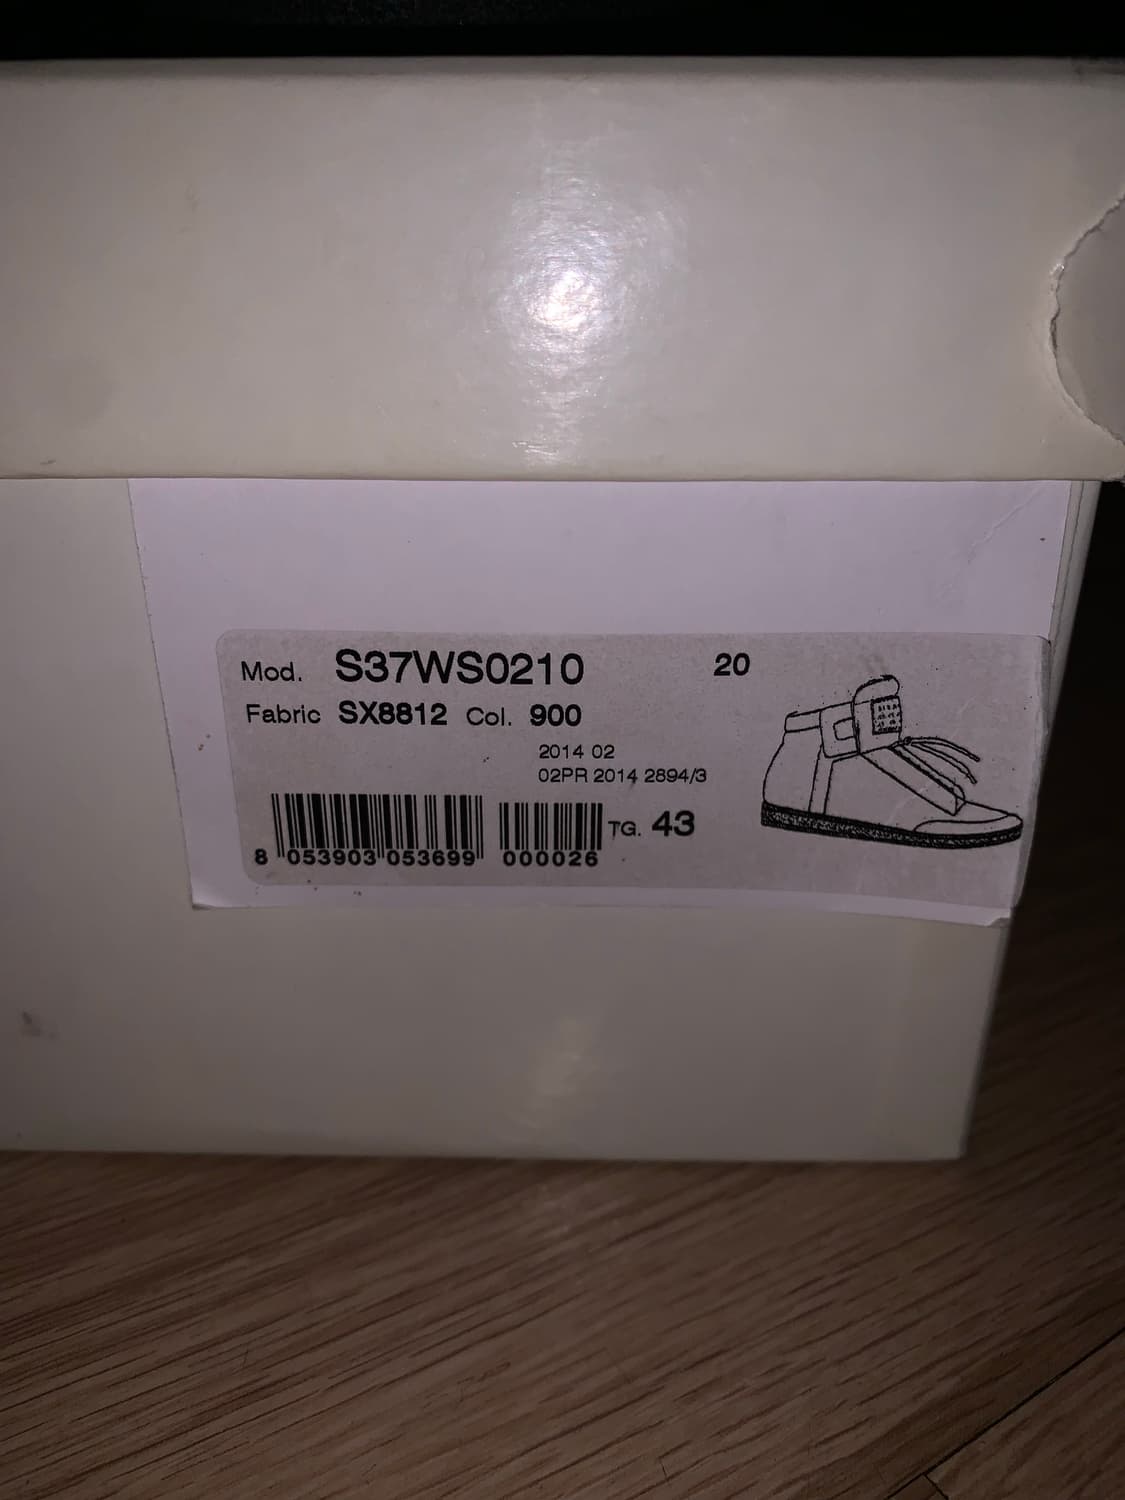 Mod. S37WS0210 20
Fabric SX8812 Col. 900
2014 02
02PR 2014 2894/3
TG. 43
8 053903 053699 000026